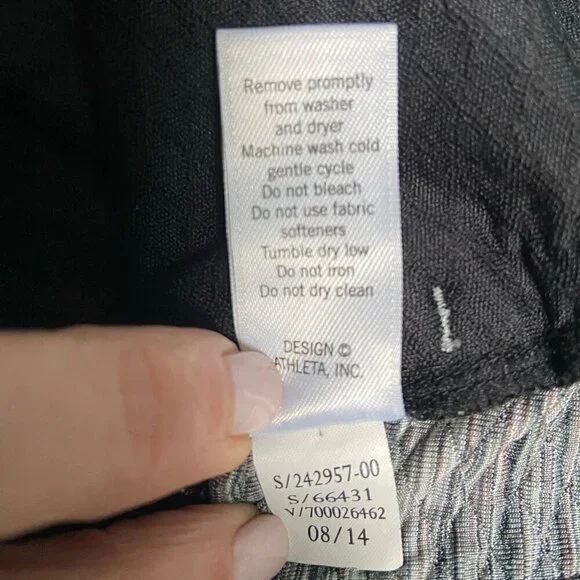 Remove promptly
from washer
and dryer
Machine wash cold
gentle cycle
Do not bleach
Do not use fabric
softeners
Tumble dry low
Do not iron
Do not dry clean
DESIGN ©
ATHLETA, INC.
S/242957-00
S/66431
V/700026462
08/14